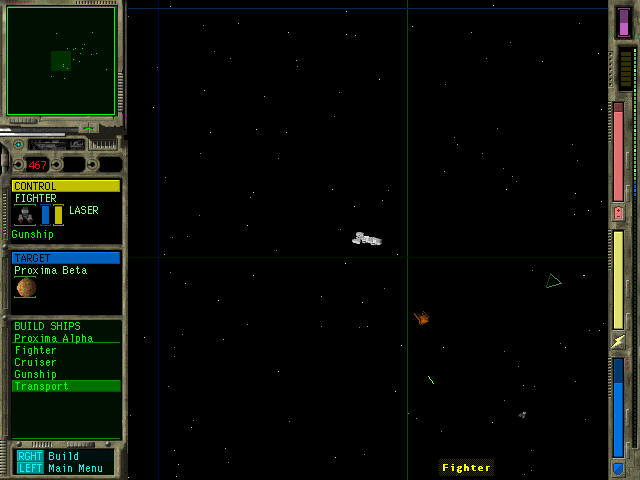 467
CONTROL
FIGHTER
LASER
Gunship
TARGET
Proxima Beta
BUILD SHIPS
Proxima Alpha
Fighter
Cruiser
Gunship
Transport
RGHT Build
LEFT Main Menu
Fighter